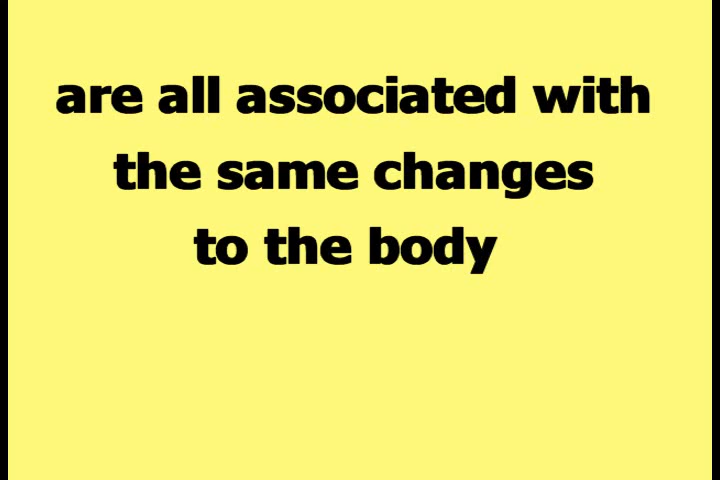 are all associated with
the same changes
to the body